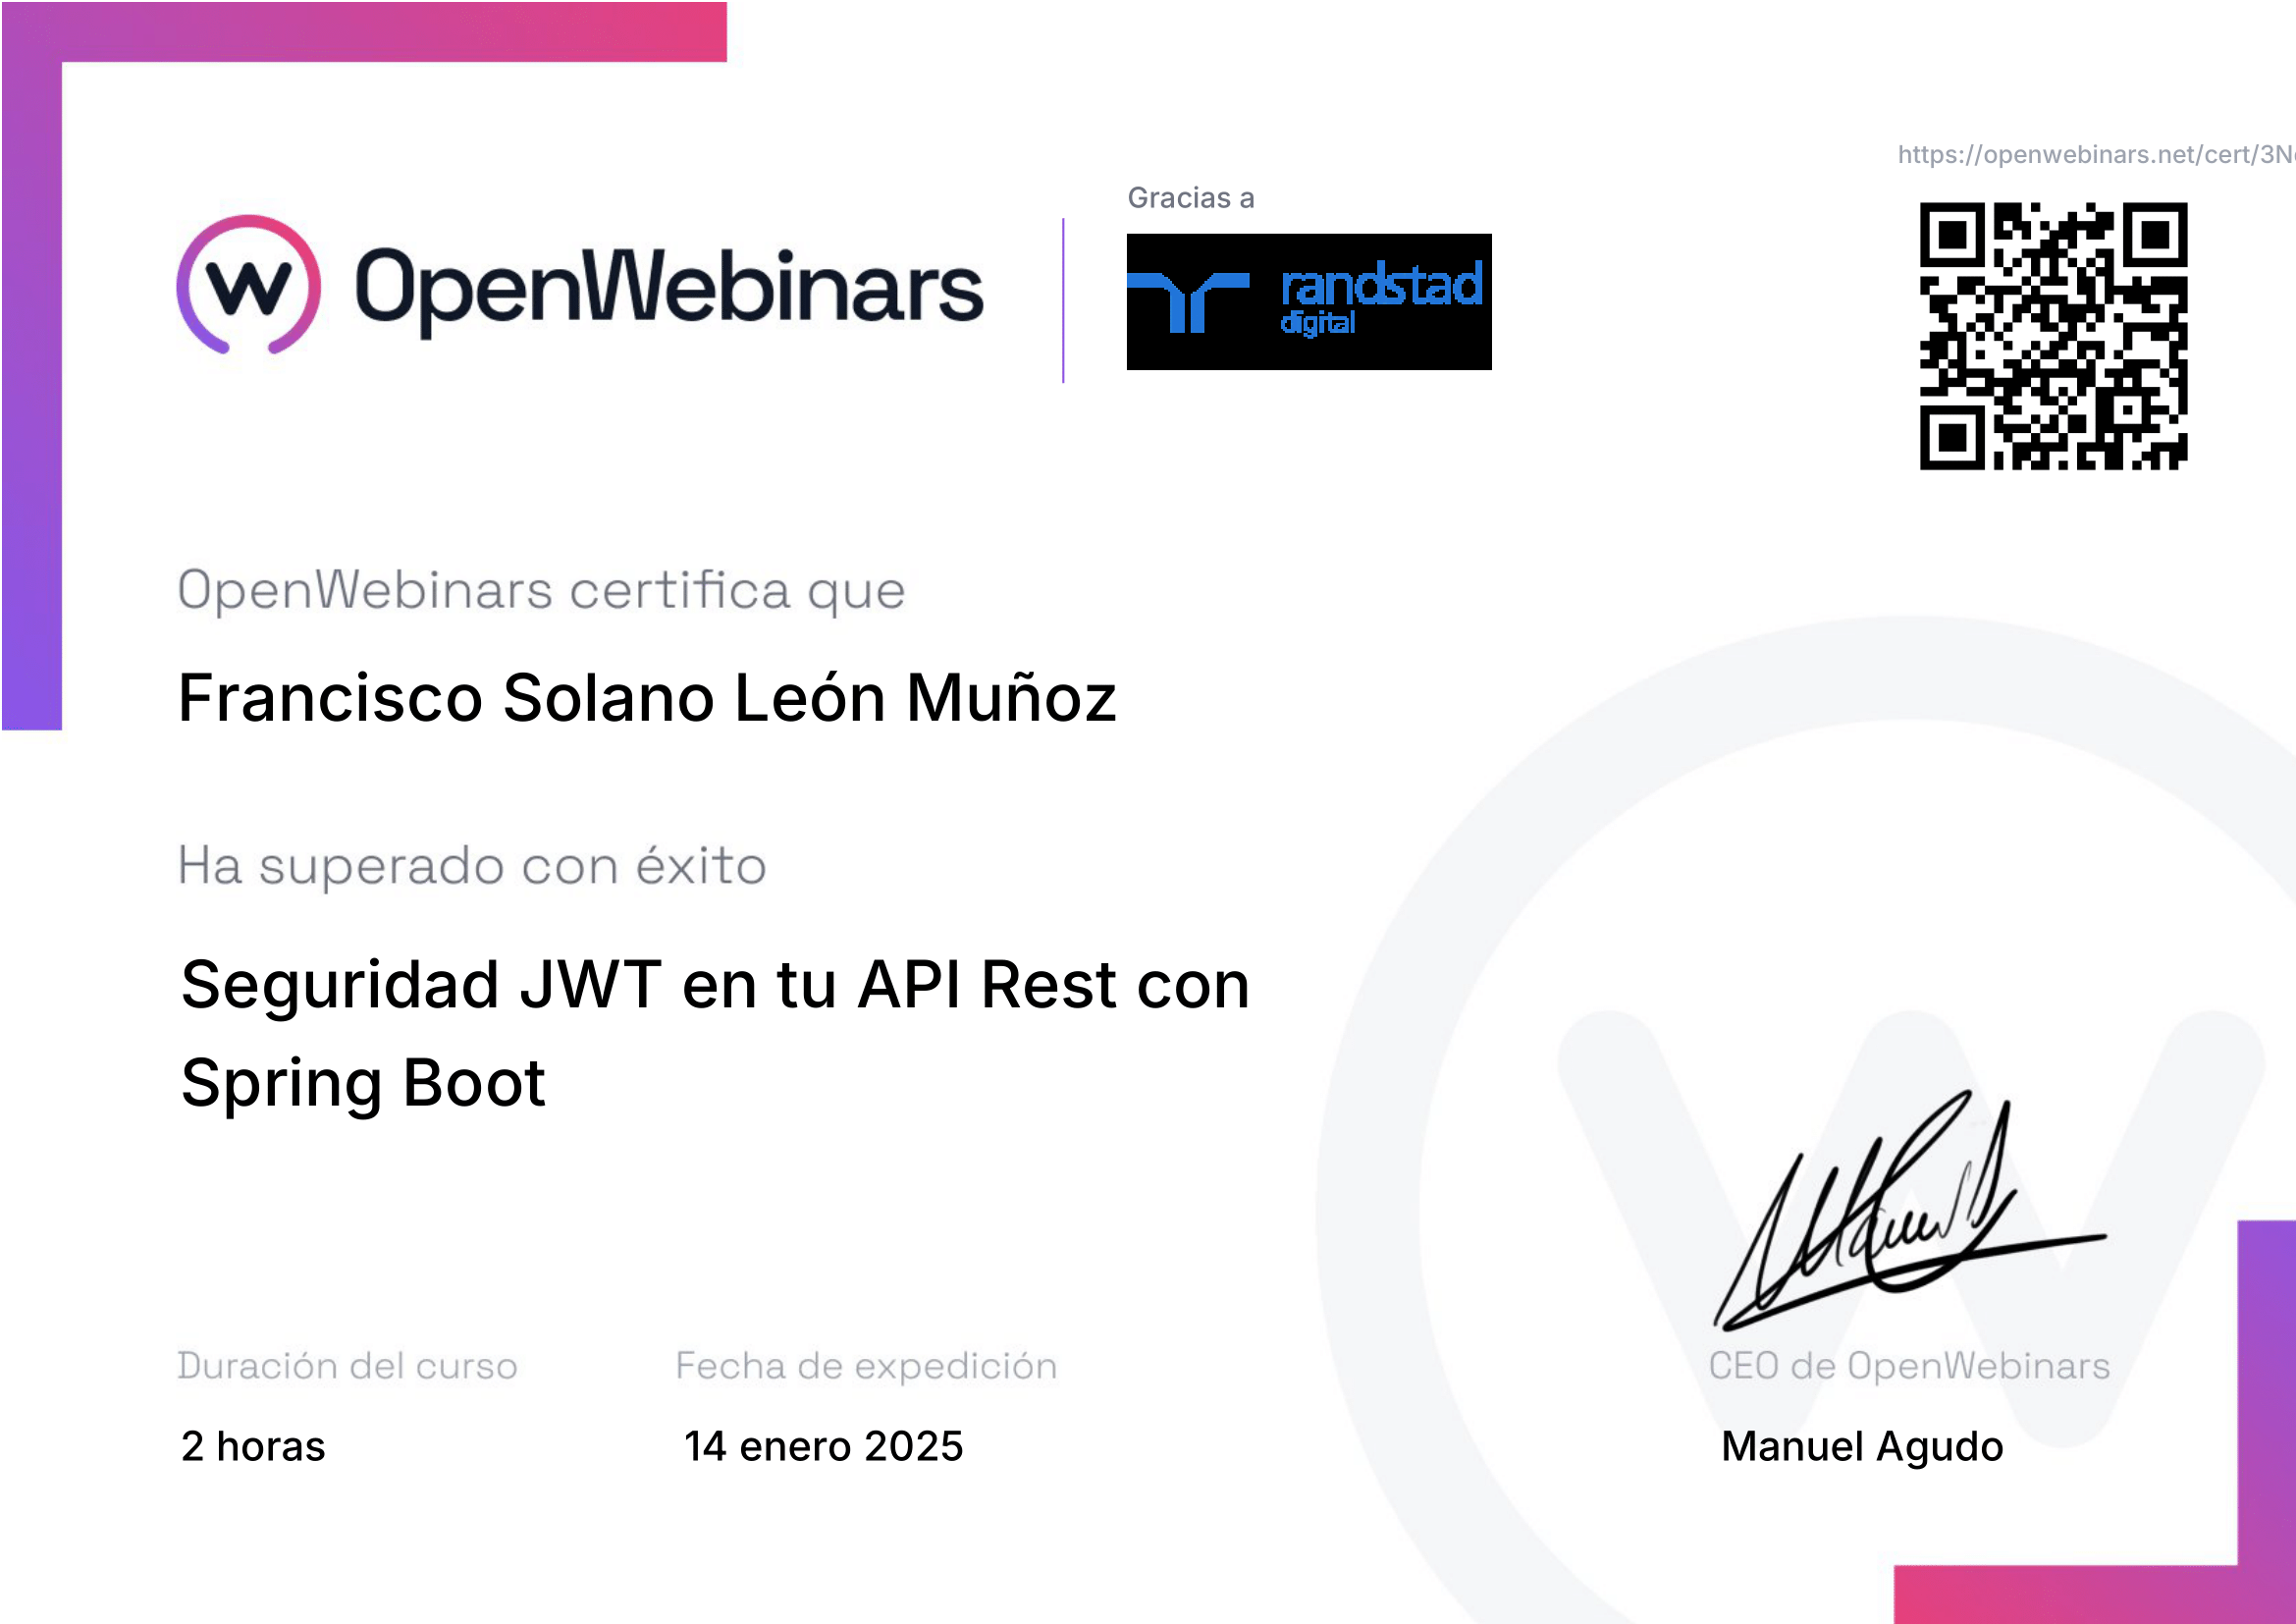 https://openwebinars.net/cert/3N
Gracias a
OpenWebinars
randstad
digital
OpenWebinars certifica que
Francisco Solano León Muñoz
Ha superado con éxito
Seguridad JWT en tu API Rest con
Spring Boot
Duración del curso
Fecha de expedición
CEO de OpenWebinars
2 horas
14 enero 2025
Manuel Agudo